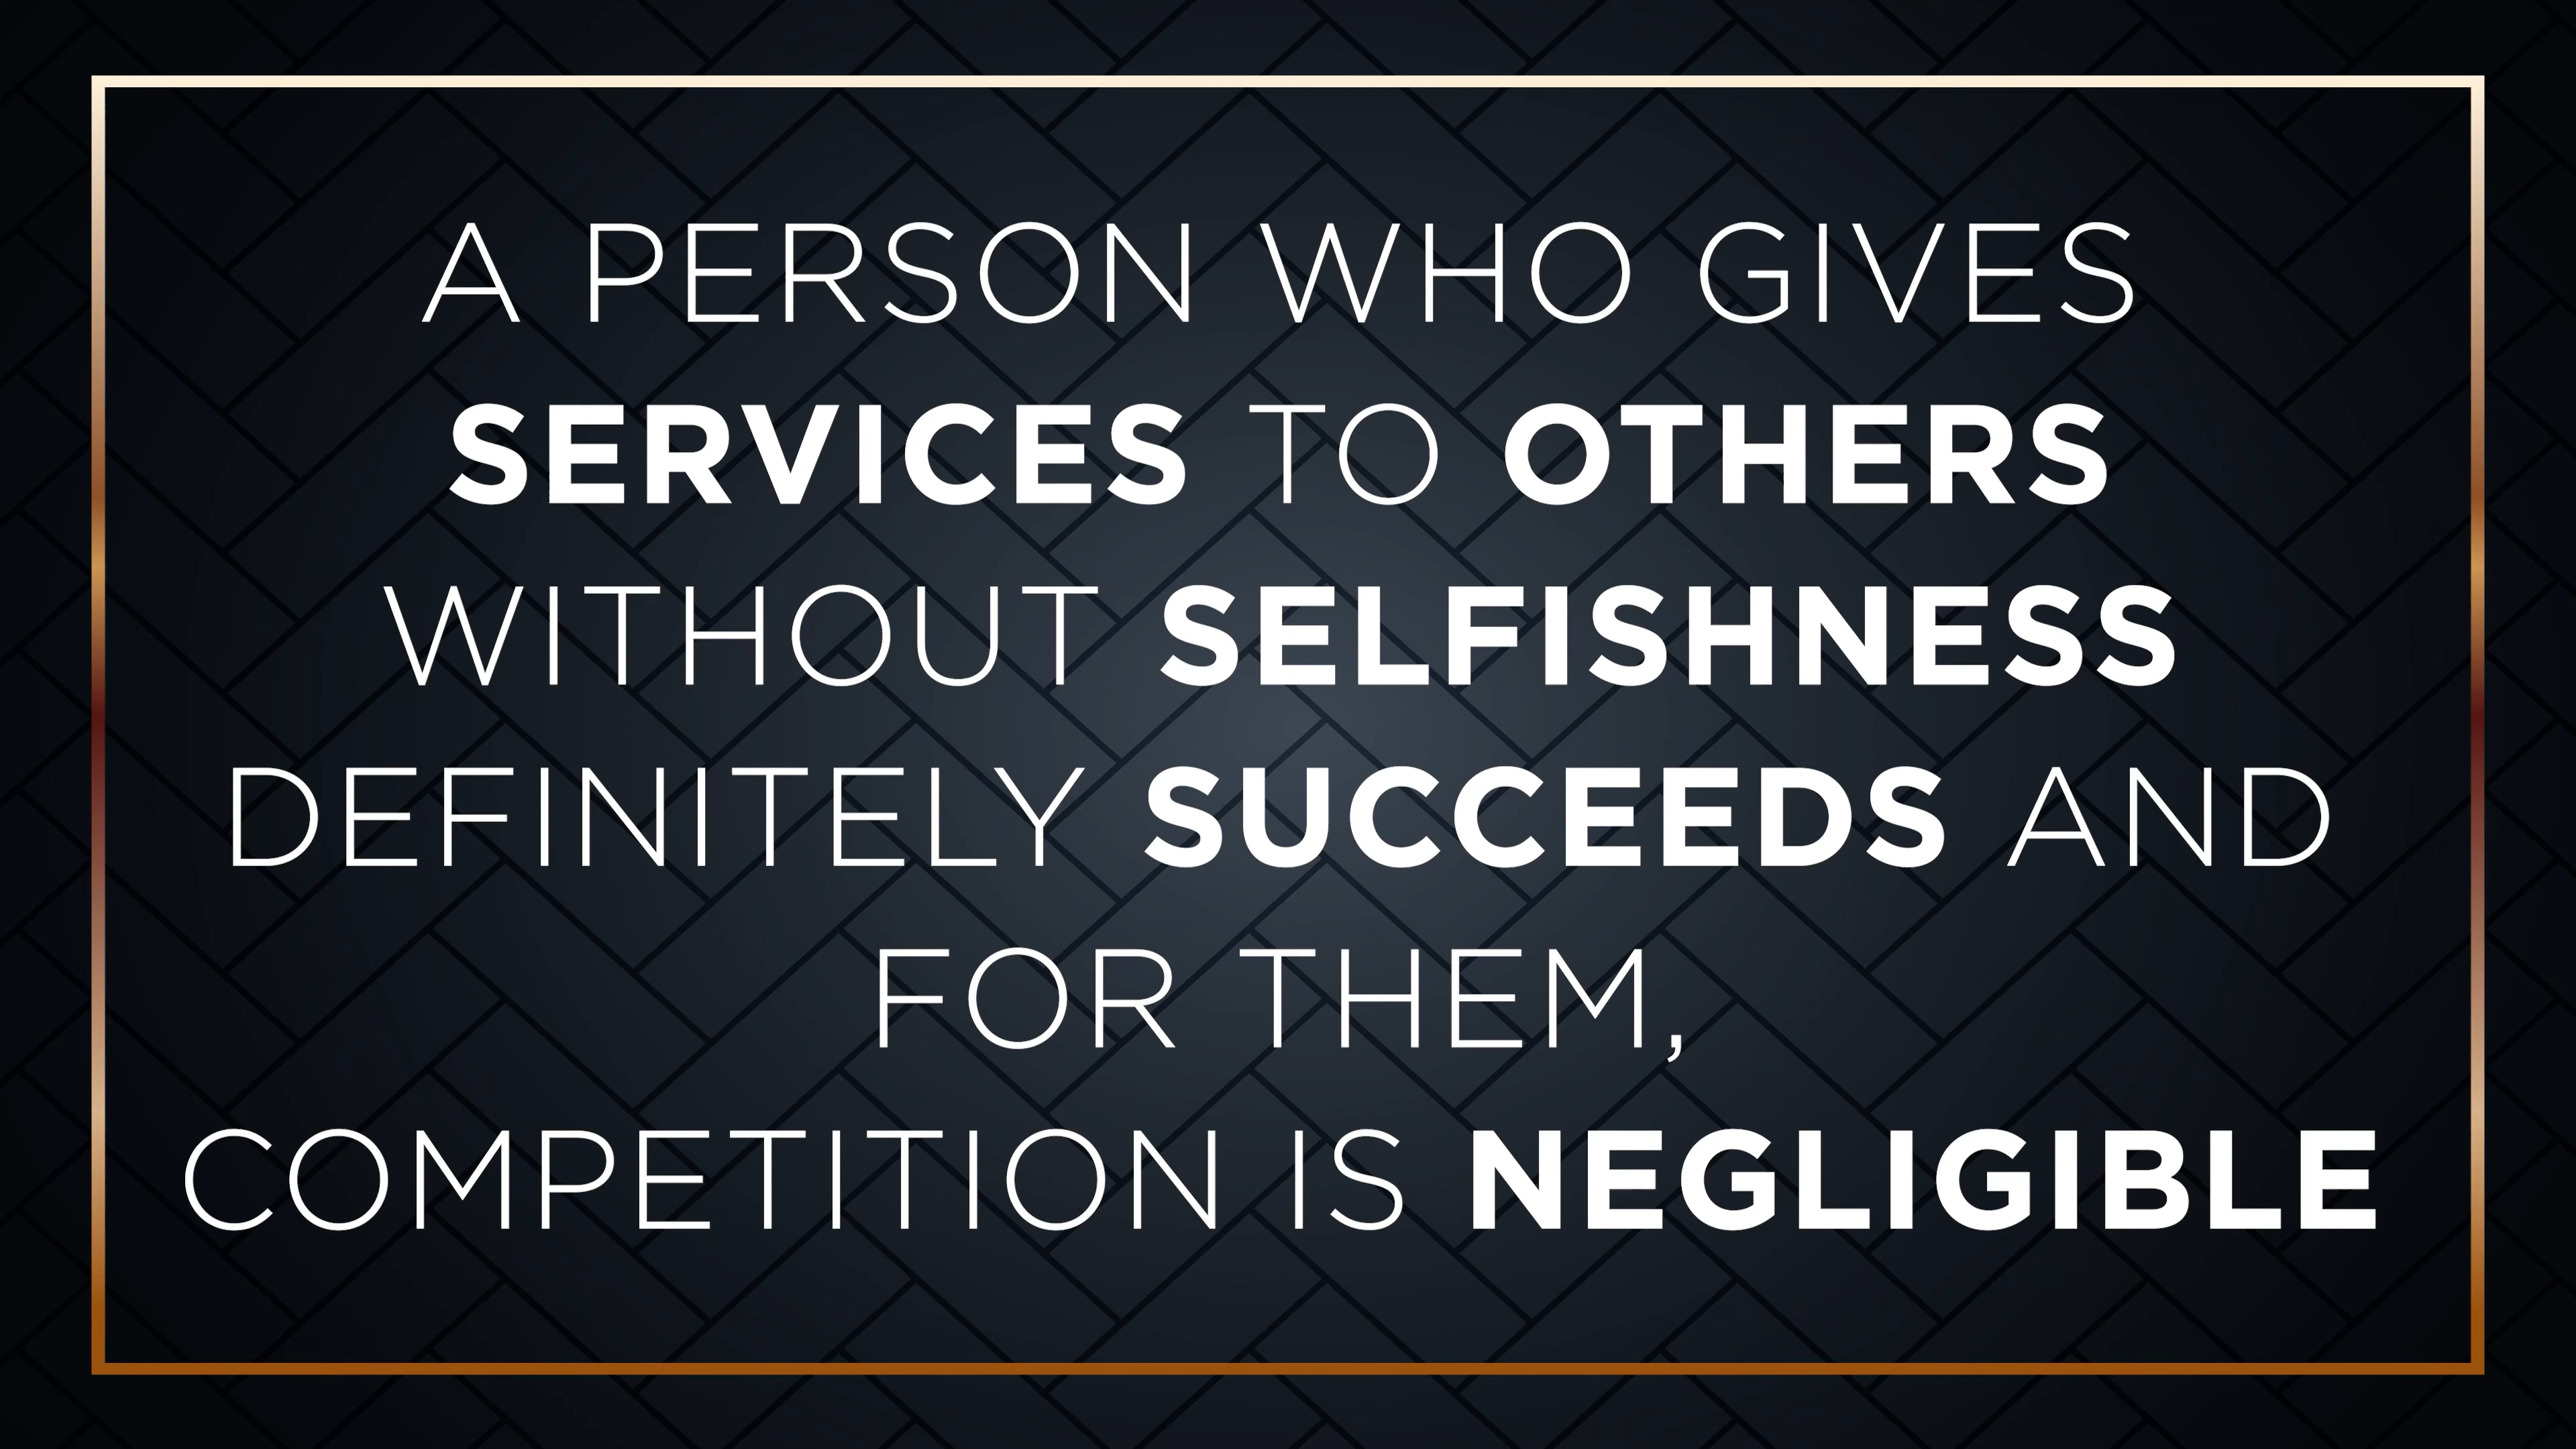 A PERSON WHO GIVES
SERVICES TO OTHERS
WITHOUT SELFISHNESS
DEFINITELY SUCCEEDS AND
FOR THEM,
COMPETITION IS NEGLIGIBLE